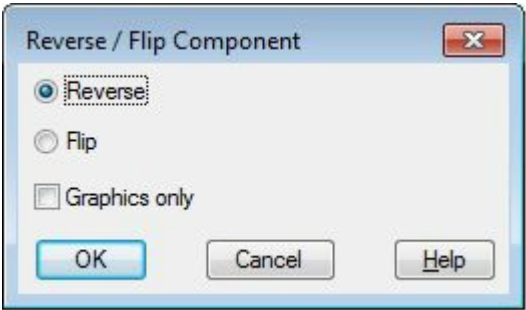 Reverse / Flip Component
Reverse
Flip
Graphics only
OK Cancel Help